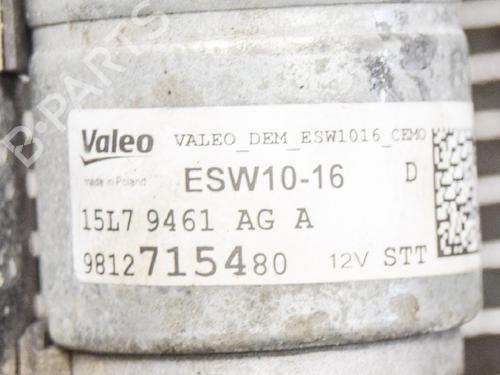 Valeo VALEO_DEM_ESW1016_CEMO
made in Poland ESW10-16 D
15L7 9461 AG A
9812715480 12V STT
B-PARTS